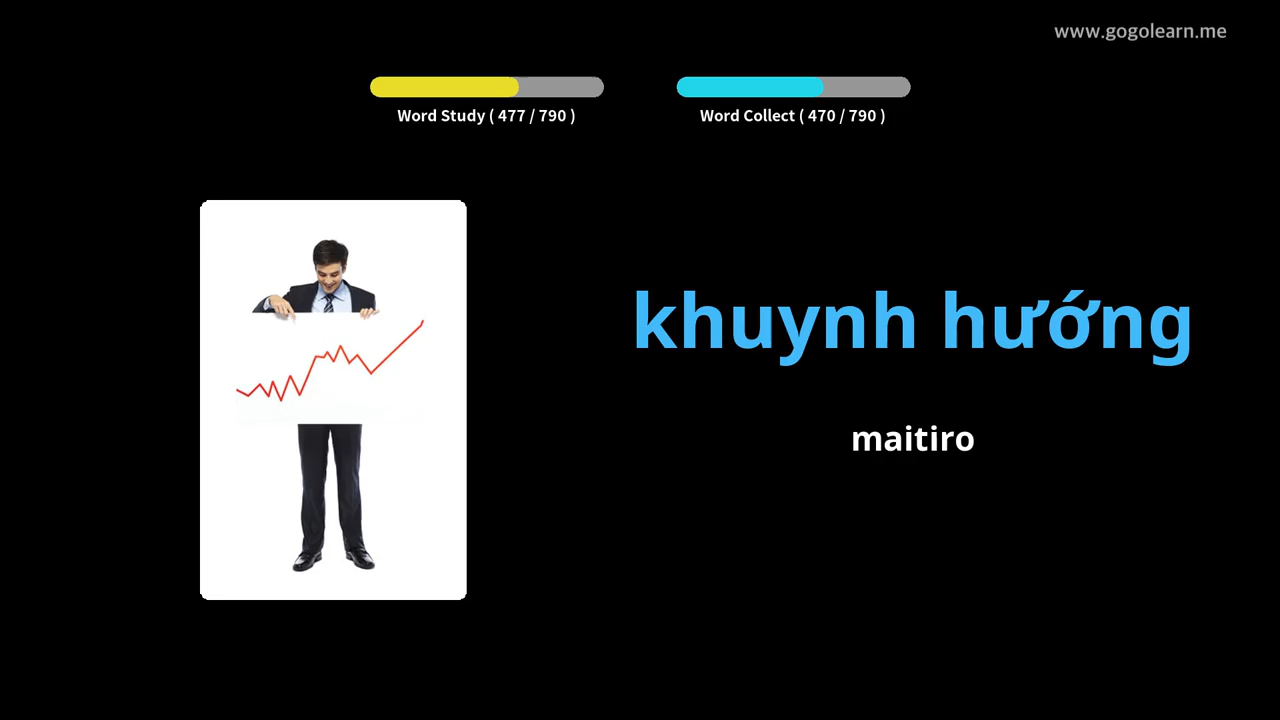 www.gogolearn.me
Word Study ( 477 / 790 )
Word Collect ( 470 / 790 )
khuynh hướng
maitiro